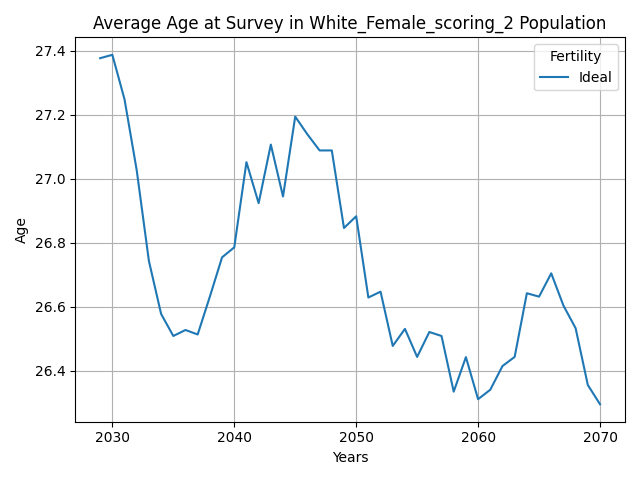 Average Age at Survey in White_Female_scoring_2 Population
Fertility
Ideal
27.4
27.2
27.0
26.8
26.6
26.4
Age
2030 2040 2050 2060 2070
Years